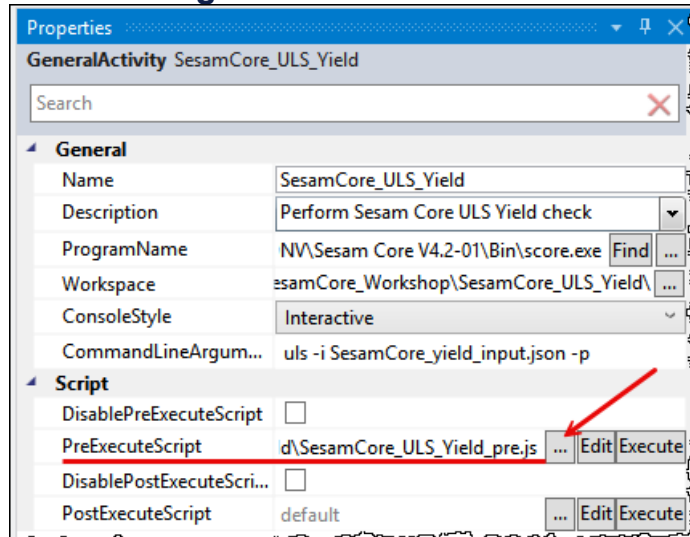 Properties
GeneralActivity SesamCore_ULS_Yield
Search
General
Name SesamCore_ULS_Yield
Description Perform Sesam Core ULS Yield check
ProgramName NV\Sesam Core V4.2-01\Bin\score.exe Find ...
Workspace esamCore_Workshop\SesamCore_ULS_Yield\ ...
ConsoleStyle Interactive
CommandLineArgum... uls -i SesamCore_yield_input.json -p
Script
DisablePreExecuteScript
PreExecuteScript d\SesamCore_ULS_Yield_pre.js ... Edit Execute
DisablePostExecuteScri...
PostExecuteScript default ... Edit Execute